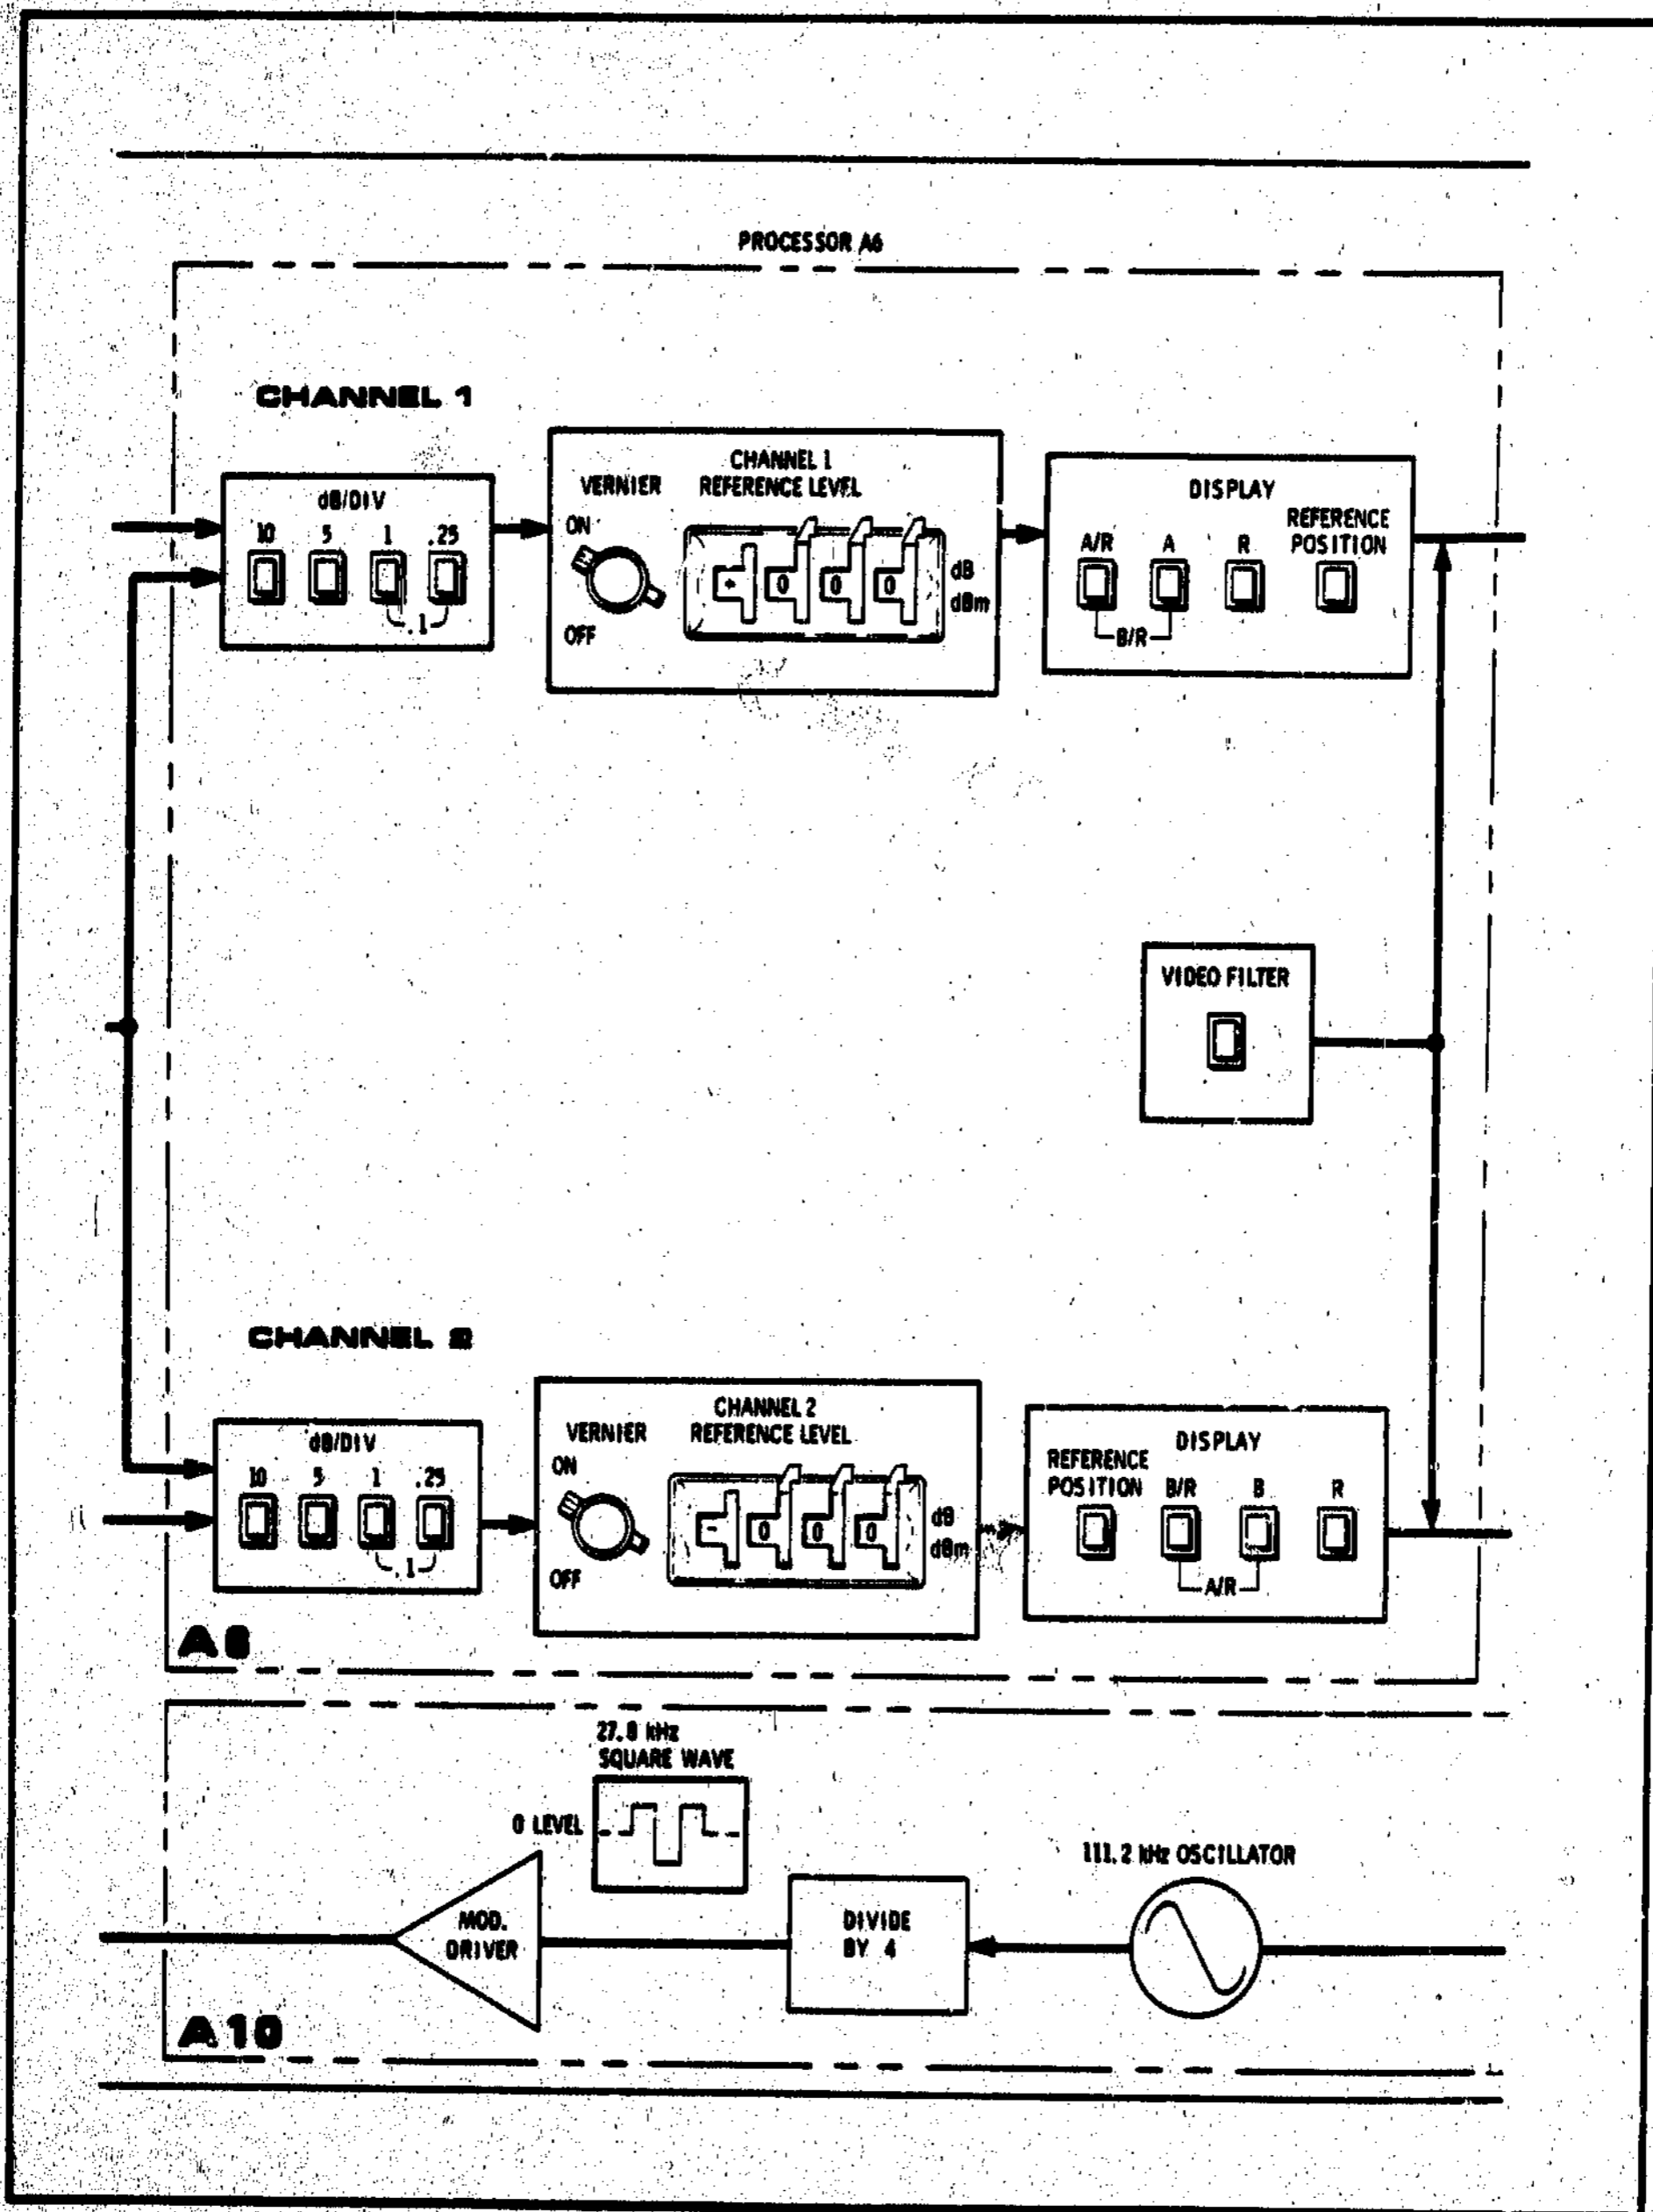 PROCESSOR A6
CHANNEL 1
dB/DIV
10 5 1 .25
.1
VERNIER
ON
OFF
CHANNEL 1
REFERENCE LEVEL
+ 0 0 0
dB
dBm
DISPLAY
A/R A R
REFERENCE
POSITION
B/R
VIDEO FILTER
CHANNEL 2
dB/DIV
10 5 1 .25
.1
VERNIER
ON
OFF
CHANNEL 2
REFERENCE LEVEL
- 0 0 0
dB
dBm
DISPLAY
REFERENCE
POSITION B/R B R
A/R
A6
27.8 kHz
SQUARE WAVE
0 LEVEL
MOD.
DRIVER
DIVIDE
BY 4
111.2 kHz OSCILLATOR
A10